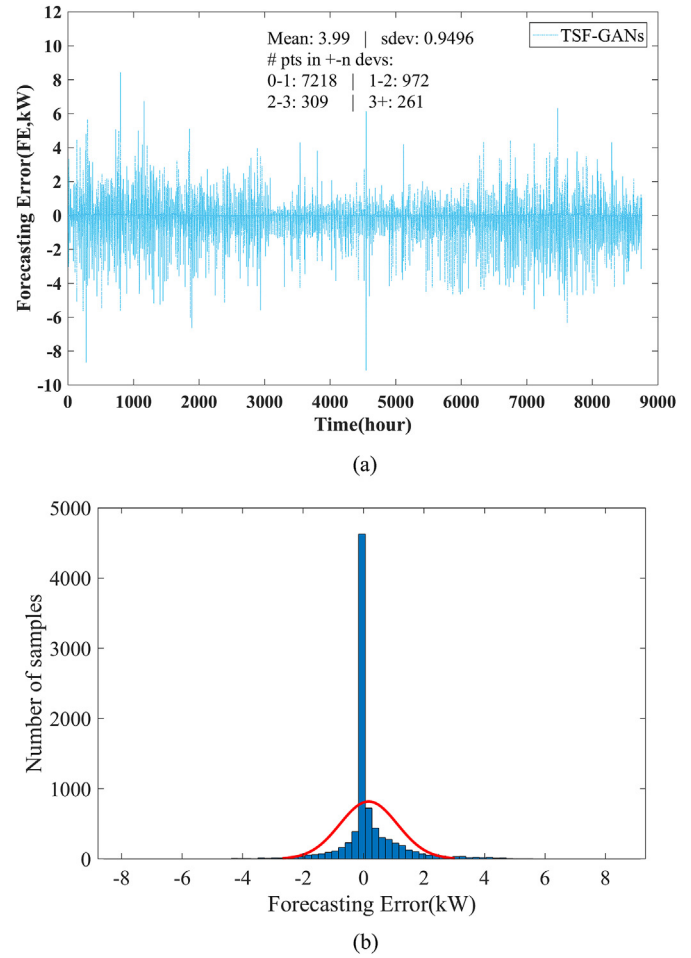 12
10
8
6
4
2
0
-2
-4
-6
-8
-10
Forecasting Error(FE,kW)
Mean: 3.99 | sdev: 0.9496
# pts in +-n devs:
0-1: 7218 | 1-2: 972
2-3: 309 | 3+: 261
TSF-GANs
0 1000 2000 3000 4000 5000 6000 7000 8000 9000
Time(hour)
(a)
5000
4000
3000
2000
1000
0
Number of samples
-8 -6 -4 -2 0 2 4 6 8
Forecasting Error(kW)
(b)